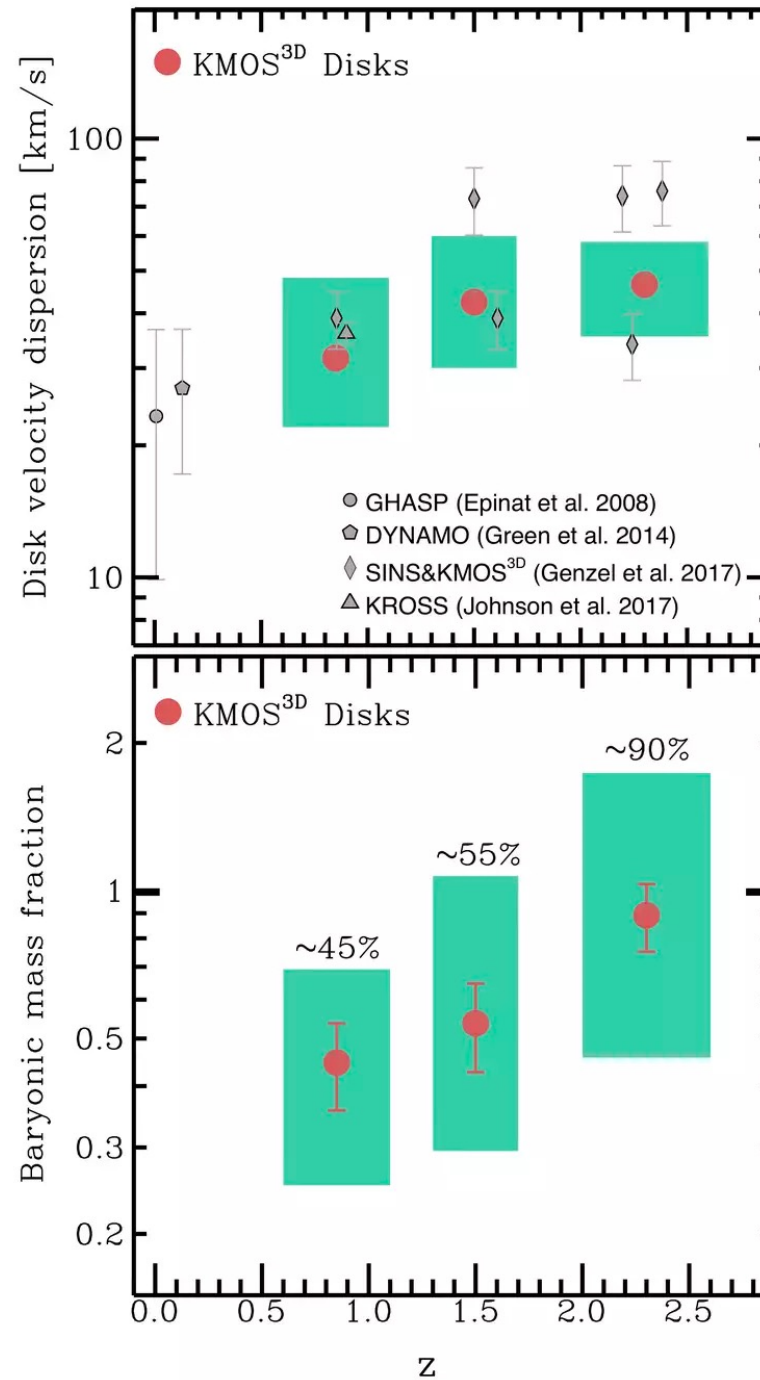 KMOS3D Disks
Disk velocity dispersion [km/s]
100
10
GHASP (Epinat et al. 2008)
DYNAMO (Green et al. 2014)
SINS&KMOS3D (Genzel et al. 2017)
KROSS (Johnson et al. 2017)
KMOS3D Disks
Baryonic mass fraction
2
1
0.5
0.3
0.2
~45%
~55%
~90%
0.0 0.5 1.0 1.5 2.0 2.5
z